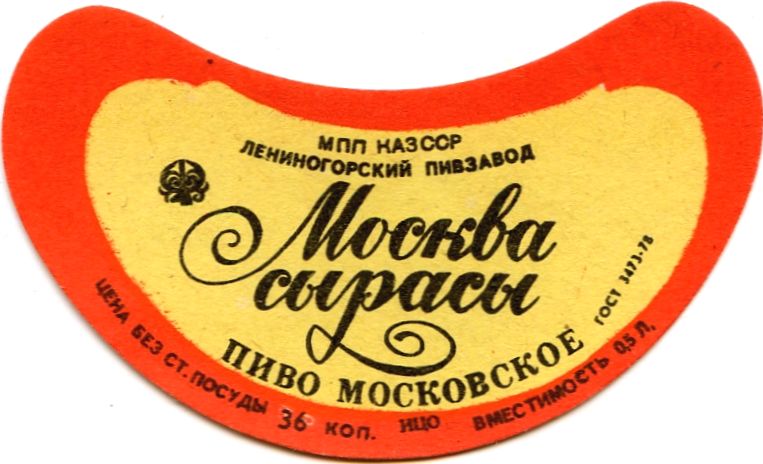 МПП КАЗССР
ЛЕНИНОГОРСКИЙ ПИВЗАВОД
Москва
сырасы
ПИВО МОСКОВСКОЕ
ГОСТ 3473-78
ЦЕНА БЕЗ СТ. ПОСУДЫ 36 КОП. ИЦО ВМЕСТИМОСТЬ 0,5 Л.